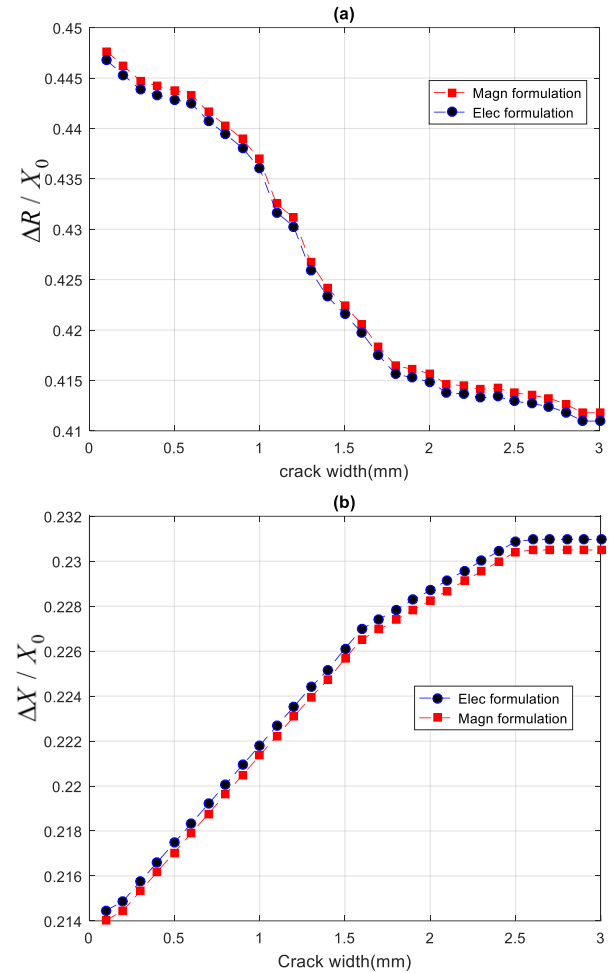 (a)
0.45
0.445
0.44
0.435
0.43
0.425
0.42
0.415
0.41
ΔR / X₀
Magn formulation
Elec formulation
0 0.5 1 1.5 2 2.5 3
crack width(mm)
(b)
0.232
0.23
0.228
0.226
0.224
0.222
0.22
0.218
0.216
0.214
ΔX / X₀
Elec formulation
Magn formulation
0 0.5 1 1.5 2 2.5 3
Crack width(mm)